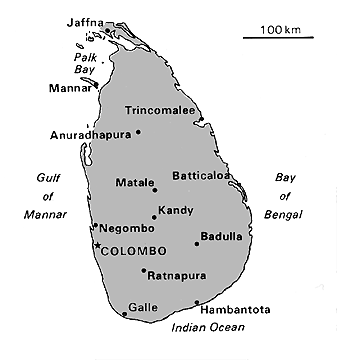 Jaffna
100 km
Palk
Bay
Mannar
Trincomalee
Anuradhapura
Gulf
of
Mannar
Batticaloa
Bay
of
Bengal
Matale
Kandy
Negombo
Badulla
COLOMBO
Ratnapura
Galle
Hambantota
Indian Ocean